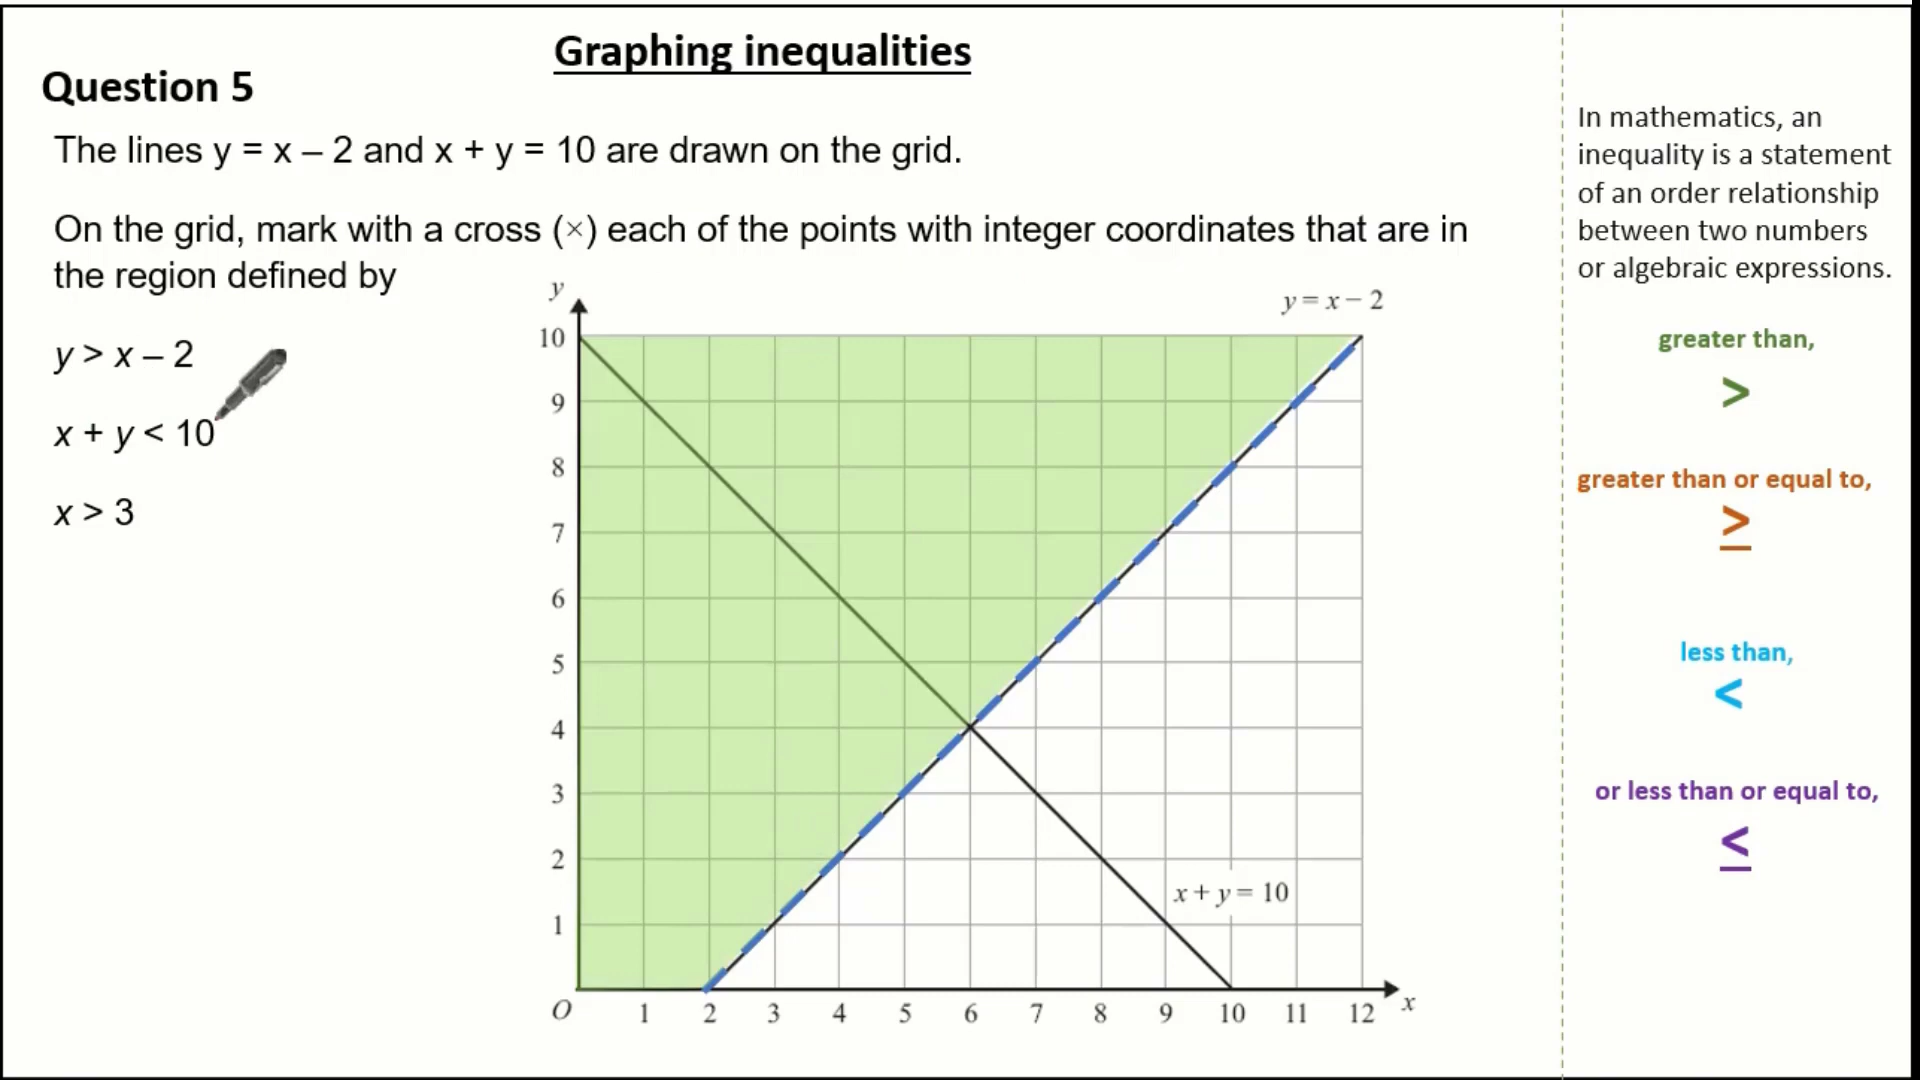 Graphing inequalities
Question 5
The lines y = x – 2 and x + y = 10 are drawn on the grid.
On the grid, mark with a cross (×) each of the points with integer coordinates that are in
the region defined by
y > x – 2
x + y < 10
x > 3
y
y = x − 2
10
9
8
7
6
5
4
3
2
1
x + y = 10
O
1 2 3 4 5 6 7 8 9 10 11 12 x
In mathematics, an
inequality is a statement
of an order relationship
between two numbers
or algebraic expressions.
greater than,
>
greater than or equal to,
≥
less than,
<
or less than or equal to,
≤